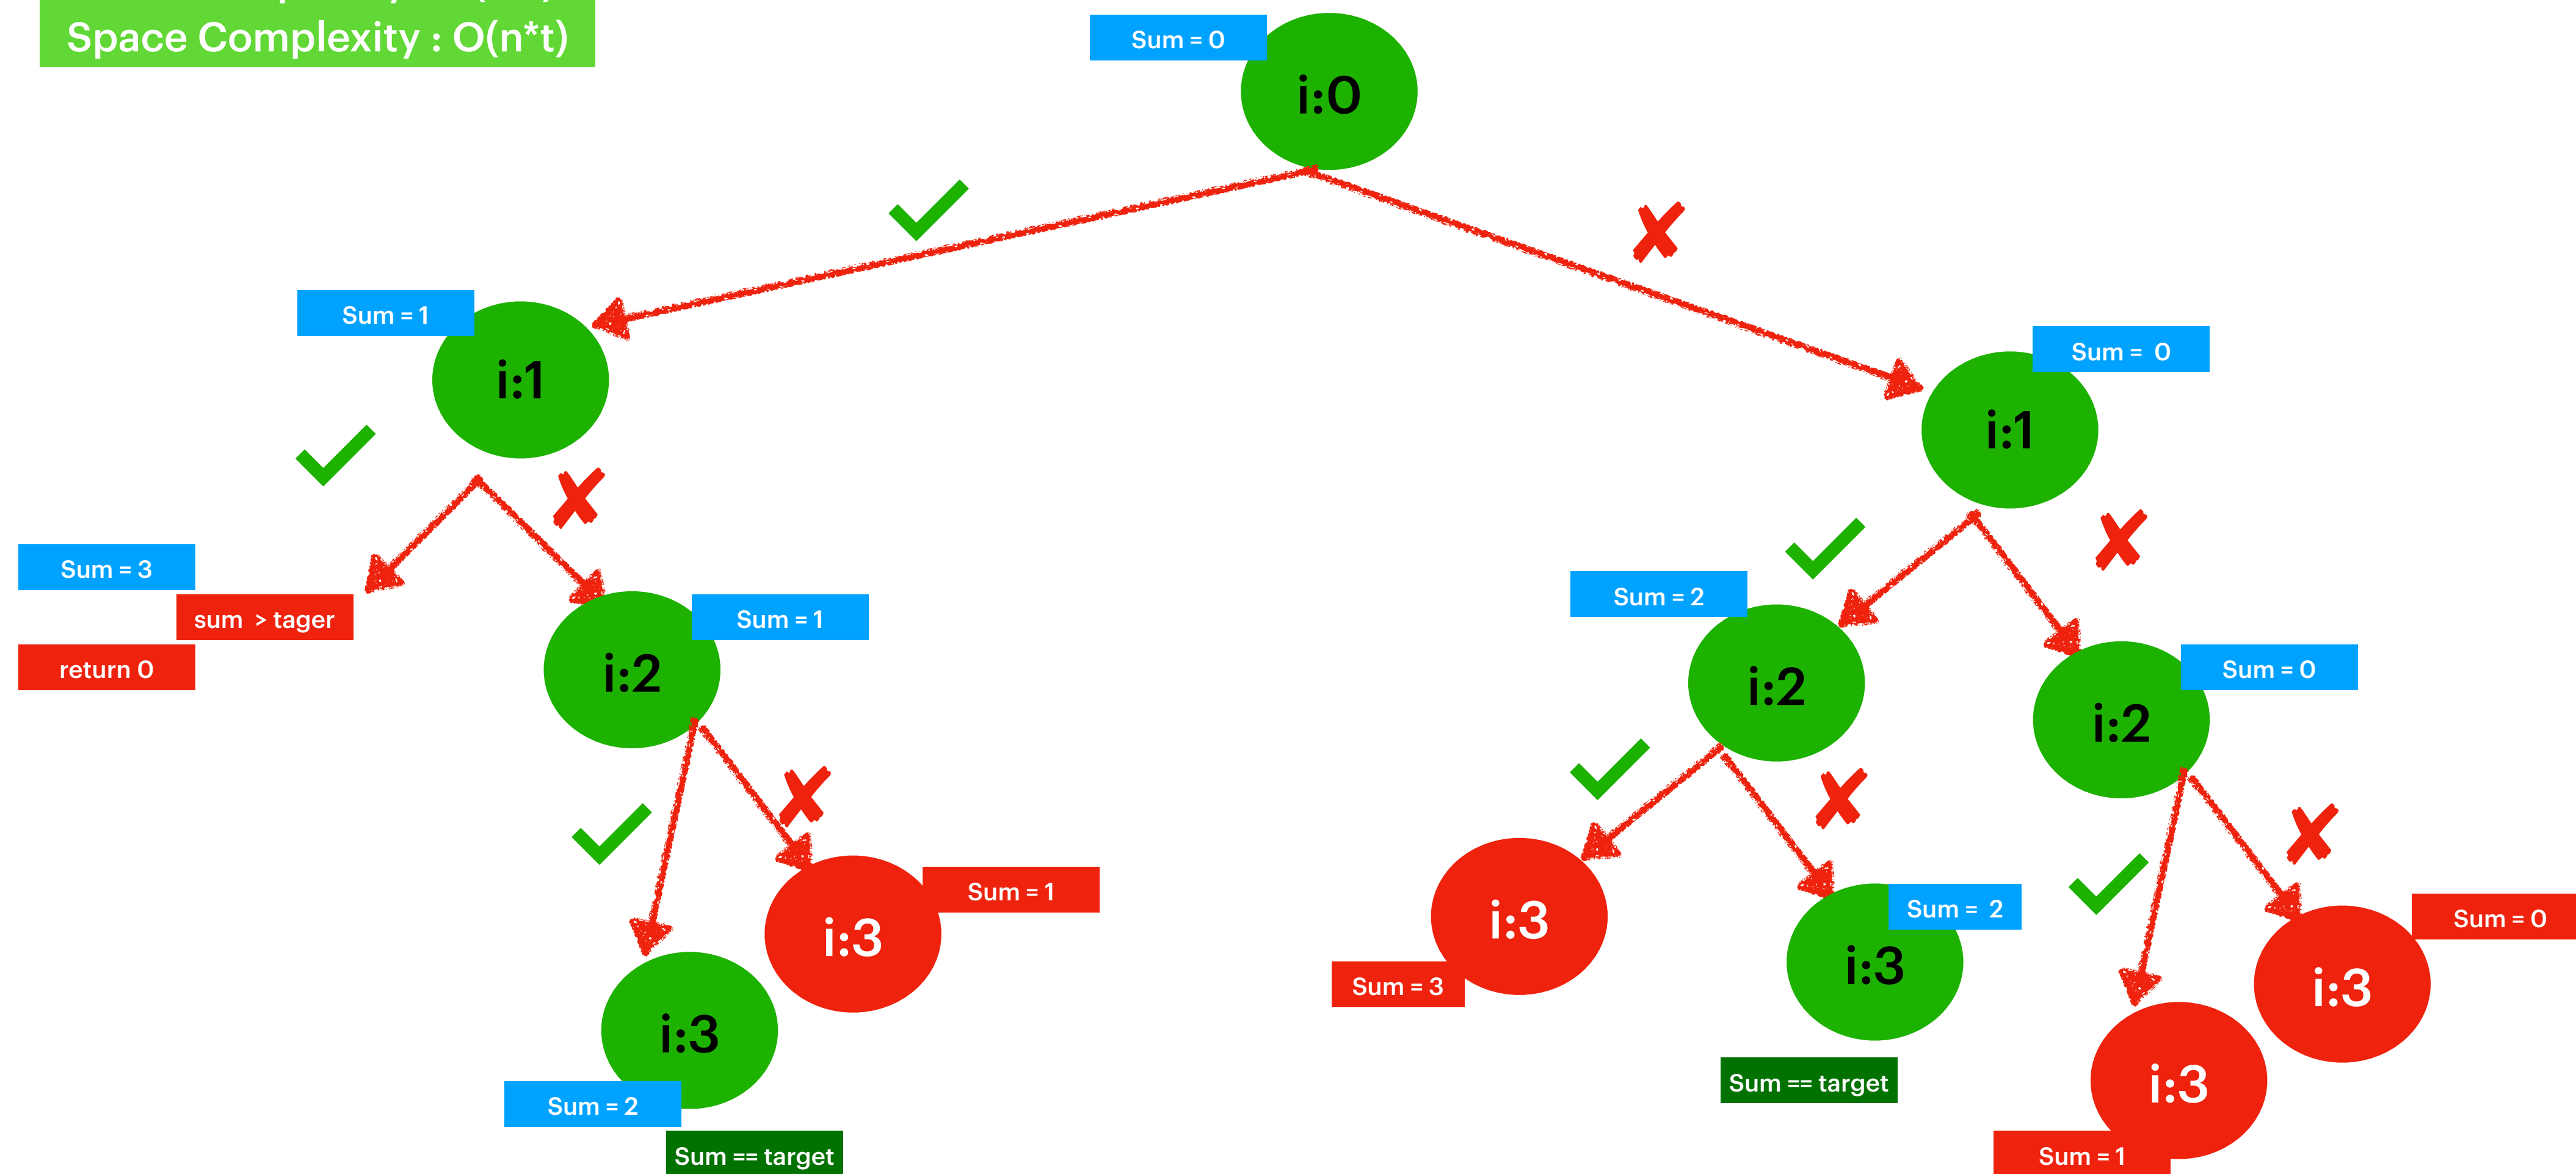 Space Complexity : O(n*t)
Sum = 0
i:0
Sum = 1
i:1
Sum = 0
i:1
Sum = 3
sum > tager
return 0
Sum = 1
i:2
Sum = 2
i:2
Sum = 0
i:2
Sum = 1
i:3
i:3
Sum = 2
Sum == target
i:3
Sum = 3
Sum = 2
i:3
Sum == target
Sum = 0
i:3
i:3
Sum = 1